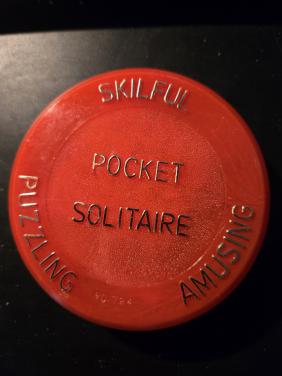 SKILFUL
POCKET
SOLITAIRE
PUZZLING
AMUSING